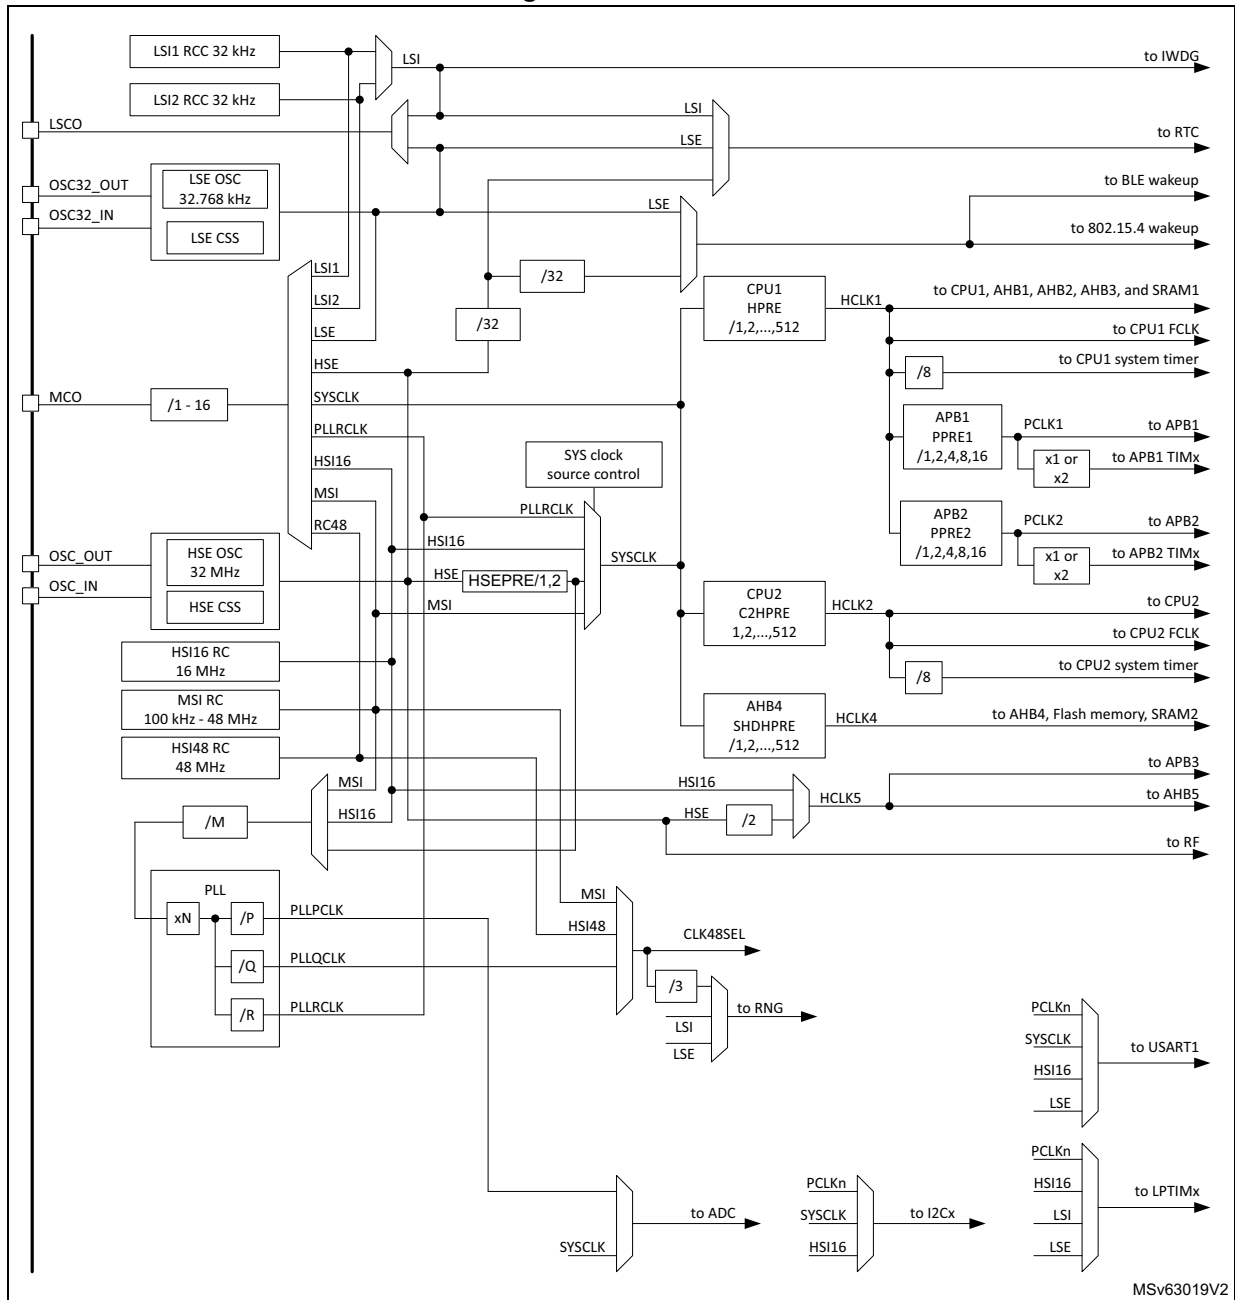 LSI1 RCC 32 kHz
LSI
to IWDG
LSI2 RCC 32 kHz
LSI
LSCO
LSE
to RTC
OSC32_OUT
LSE OSC
32.768 kHz
to BLE wakeup
OSC32_IN
LSE
LSE CSS
to 802.15.4 wakeup
LSI1
/32
CPU1
HPRE
/1,2,...,512
HCLK1
to CPU1, AHB1, AHB2, AHB3, and SRAM1
LSI2
/32
LSE
to CPU1 FCLK
HSE
/8
to CPU1 system timer
MCO
/1 - 16
SYSCLK
PLLRCLK
APB1
PPRE1
/1,2,4,8,16
PCLK1
to APB1
HSI16
SYS clock
source control
x1 or
x2
to APB1 TIMx
MSI
PLLRCLK
RC48
APB2
PPRE2
/1,2,4,8,16
PCLK2
to APB2
OSC_OUT
HSE OSC
32 MHz
HSI16
SYSCLK
x1 or
x2
to APB2 TIMx
OSC_IN
HSE
HSEPRE/1,2
HSE CSS
MSI
CPU2
C2HPRE
1,2,...,512
HCLK2
to CPU2
to CPU2 FCLK
HSI16 RC
16 MHz
/8
to CPU2 system timer
MSI RC
100 kHz - 48 MHz
AHB4
SHDHPRE
/1,2,...,512
HCLK4
to AHB4, Flash memory, SRAM2
HSI48 RC
48 MHz
to APB3
MSI
HSI16
HCLK5
to AHB5
/M
HSI16
HSE
/2
to RF
PLL
MSI
xN
/P
PLLPCLK
HSI48
CLK48SEL
/Q
PLLQCLK
/3
/R
PLLRCLK
to RNG
LSI
LSE
PCLKn
SYSCLK
to USART1
HSI16
LSE
PCLKn
PCLKn
HSI16
to LPTIMx
to ADC
SYSCLK
to I2Cx
LSI
SYSCLK
HSI16
LSE
MSv63019V2